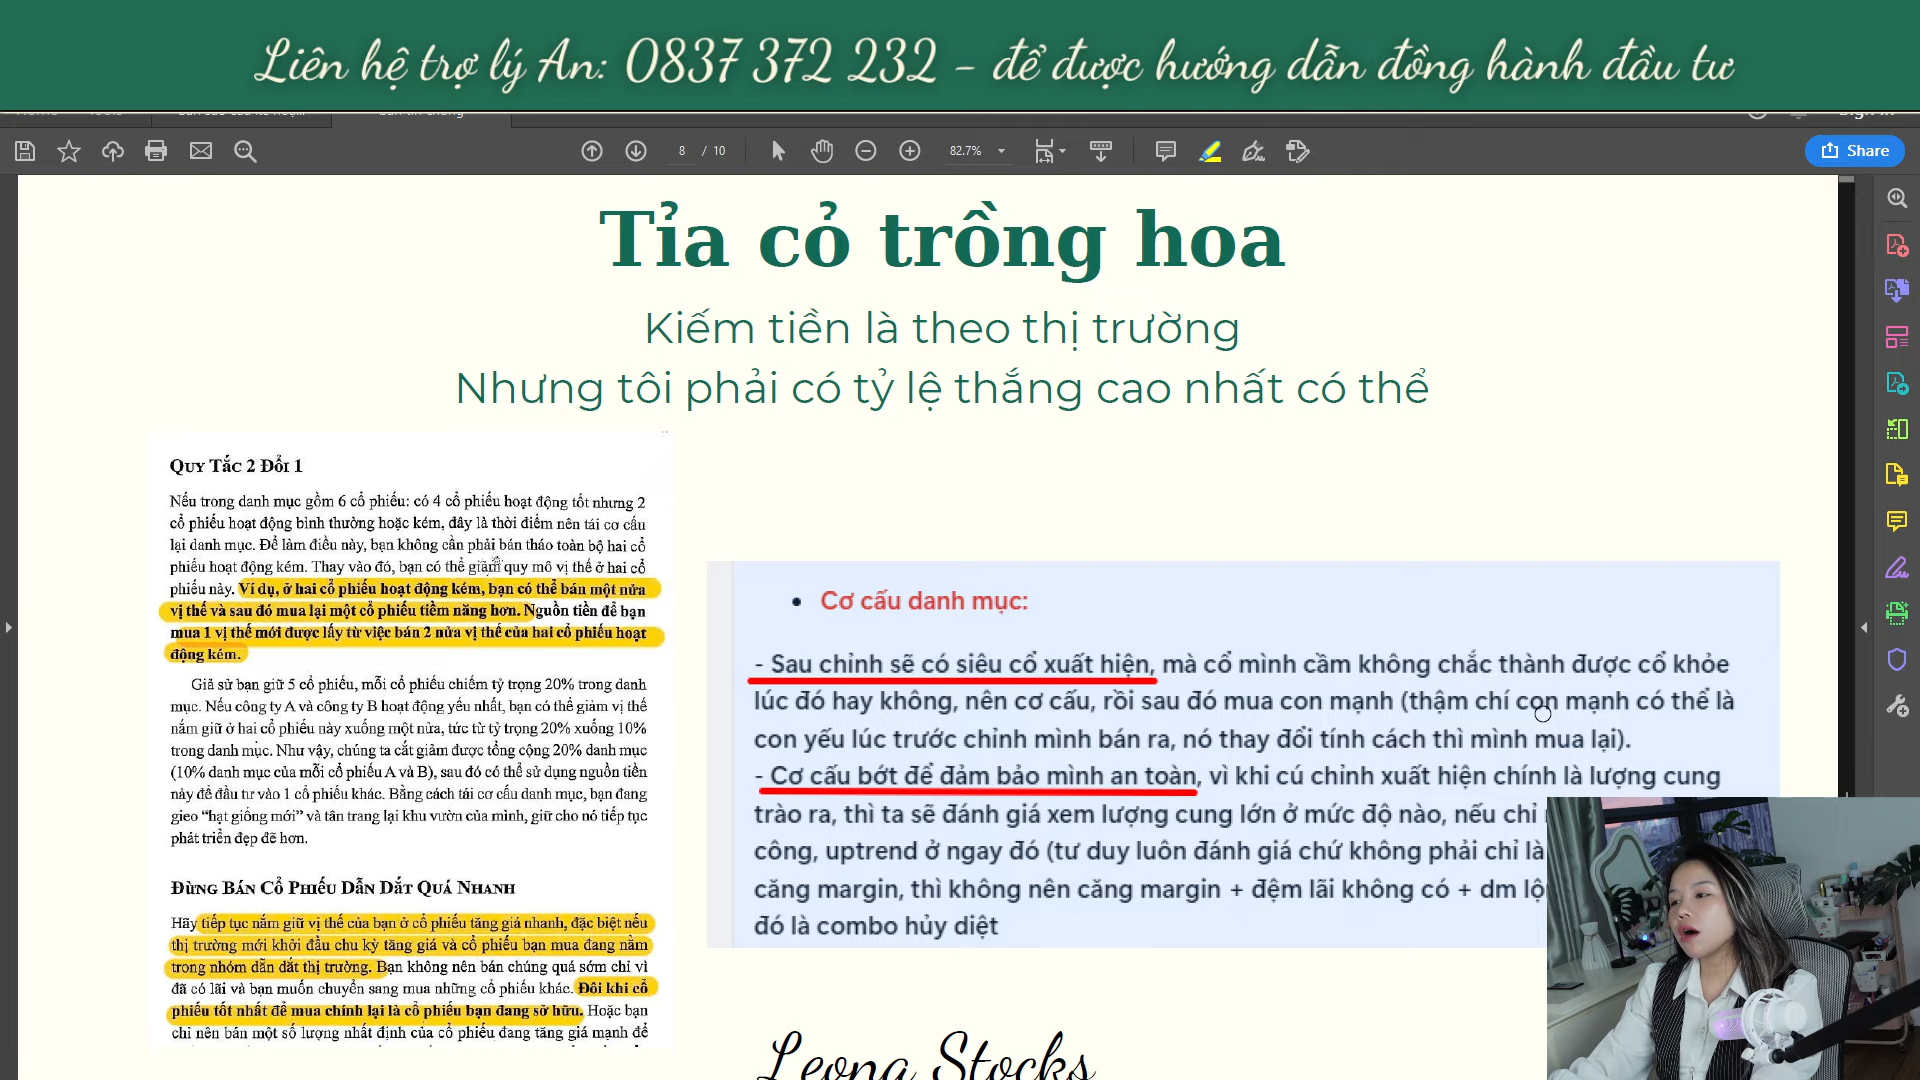 Liên hệ trợ lý An: 0837 372 232 - để được hướng dẫn đồng hành đầu tư
8 / 10
82.7%
Share
Tỉa cỏ trồng hoa
Kiếm tiền là theo thị trường
Nhưng tôi phải có tỷ lệ thắng cao nhất có thể
QUY TẮC 2 ĐỔI 1
Nếu trong danh mục gồm 6 cổ phiếu: có 4 cổ phiếu hoạt động tốt nhưng 2
cổ phiếu hoạt động bình thường hoặc kém, đây là thời điểm nên tái cơ cấu
lại danh mục. Để làm điều này, bạn không cần phải bán tháo toàn bộ hai cổ
phiếu hoạt động kém. Thay vào đó, bạn có thể giảm quy mô vị thế ở hai cổ
phiếu này. Ví dụ, ở hai cổ phiếu hoạt động kém, bạn có thể bán một nửa
vị thế và sau đó mua lại một cổ phiếu tiềm năng hơn. Nguồn tiền để bạn
mua 1 vị thế mới được lấy từ việc bán 2 nửa vị thế của hai cổ phiếu hoạt
động kém.
Giả sử bạn giữ 5 cổ phiếu, mỗi cổ phiếu chiếm tỷ trọng 20% trong danh
mục. Nếu công ty A và công ty B hoạt động yếu nhất, bạn có thể giảm vị thế
nắm giữ ở hai cổ phiếu này xuống một nửa, tức từ tỷ trọng 20% xuống 10%
trong danh mục. Như vậy, chúng ta cắt giảm được tổng cộng 20% danh mục
(10% danh mục của mỗi cổ phiếu A và B), sau đó có thể sử dụng nguồn tiền
này để đầu tư vào 1 cổ phiếu khác. Bằng cách tái cơ cấu danh mục, bạn đang
gieo “hạt giống mới” và tân trang lại khu vườn của mình, giữ cho nó tiếp tục
phát triển đẹp đẽ hơn.
ĐỪNG BÁN CỔ PHIẾU DẪN DẮT QUÁ NHANH
Hãy tiếp tục nắm giữ vị thế của bạn ở cổ phiếu tăng giá nhanh, đặc biệt nếu
thị trường mới khởi đầu chu kỳ tăng giá và cổ phiếu bạn mua đang nằm
trong nhóm dẫn dắt thị trường. Bạn không nên bán chúng quá sớm chỉ vì
đã có lãi và bạn muốn chuyển sang mua những cổ phiếu khác. Đôi khi cổ
phiếu tốt nhất để mua chính lại là cổ phiếu bạn đang sở hữu. Hoặc bạn
chỉ nên bán một số lượng nhất định của cổ phiếu đang tăng giá mạnh để
• Cơ cấu danh mục:
- Sau chỉnh sẽ có siêu cổ xuất hiện, mà cổ mình cầm không chắc thành được cổ khỏe
lúc đó hay không, nên cơ cấu, rồi sau đó mua con mạnh (thậm chí con mạnh có thể là
con yếu lúc trước chỉnh mình bán ra, nó thay đổi tính cách thì mình mua lại).
- Cơ cấu bớt để đảm bảo mình an toàn, vì khi cú chỉnh xuất hiện chính là lượng cung
trào ra, thì ta sẽ đánh giá xem lượng cung lớn ở mức độ nào, nếu chỉ
công, uptrend ở ngay đó (tư duy luôn đánh giá chứ không phải chỉ là
căng margin, thì không nên căng margin + đệm lãi không có + dm
đó là combo hủy diệt
Leona Stocks